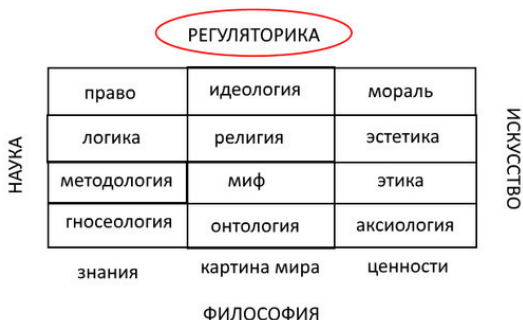 РЕГУЛЯТОРИКА
право идеология мораль
логика религия эстетика
методология миф этика
гносеология онтология аксиология
НАУКА
ИСКУССТВО
знания картина мира ценности
ФИЛОСОФИЯ